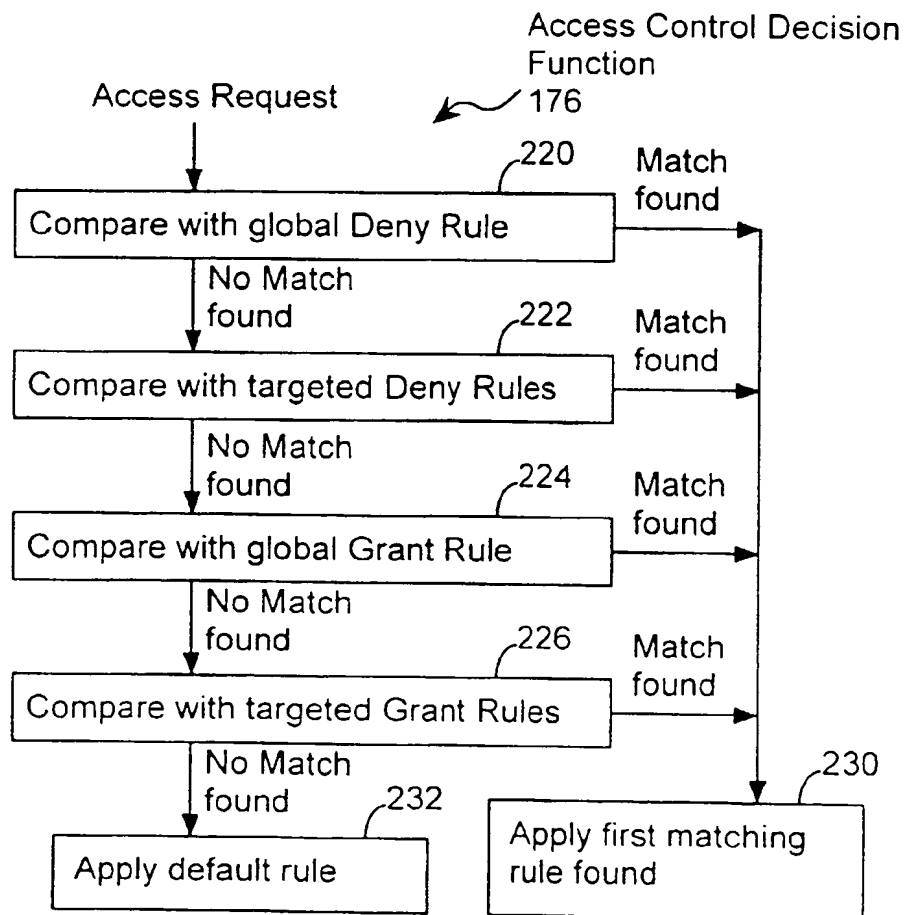 Access Control Decision
Function
176
Access Request
220
Match
found
Compare with global Deny Rule
No Match
found
222
Match
found
Compare with targeted Deny Rules
No Match
found
224
Match
found
Compare with global Grant Rule
No Match
found
226
Match
found
Compare with targeted Grant Rules
No Match
found
232
230
Apply default rule
Apply first matching
rule found